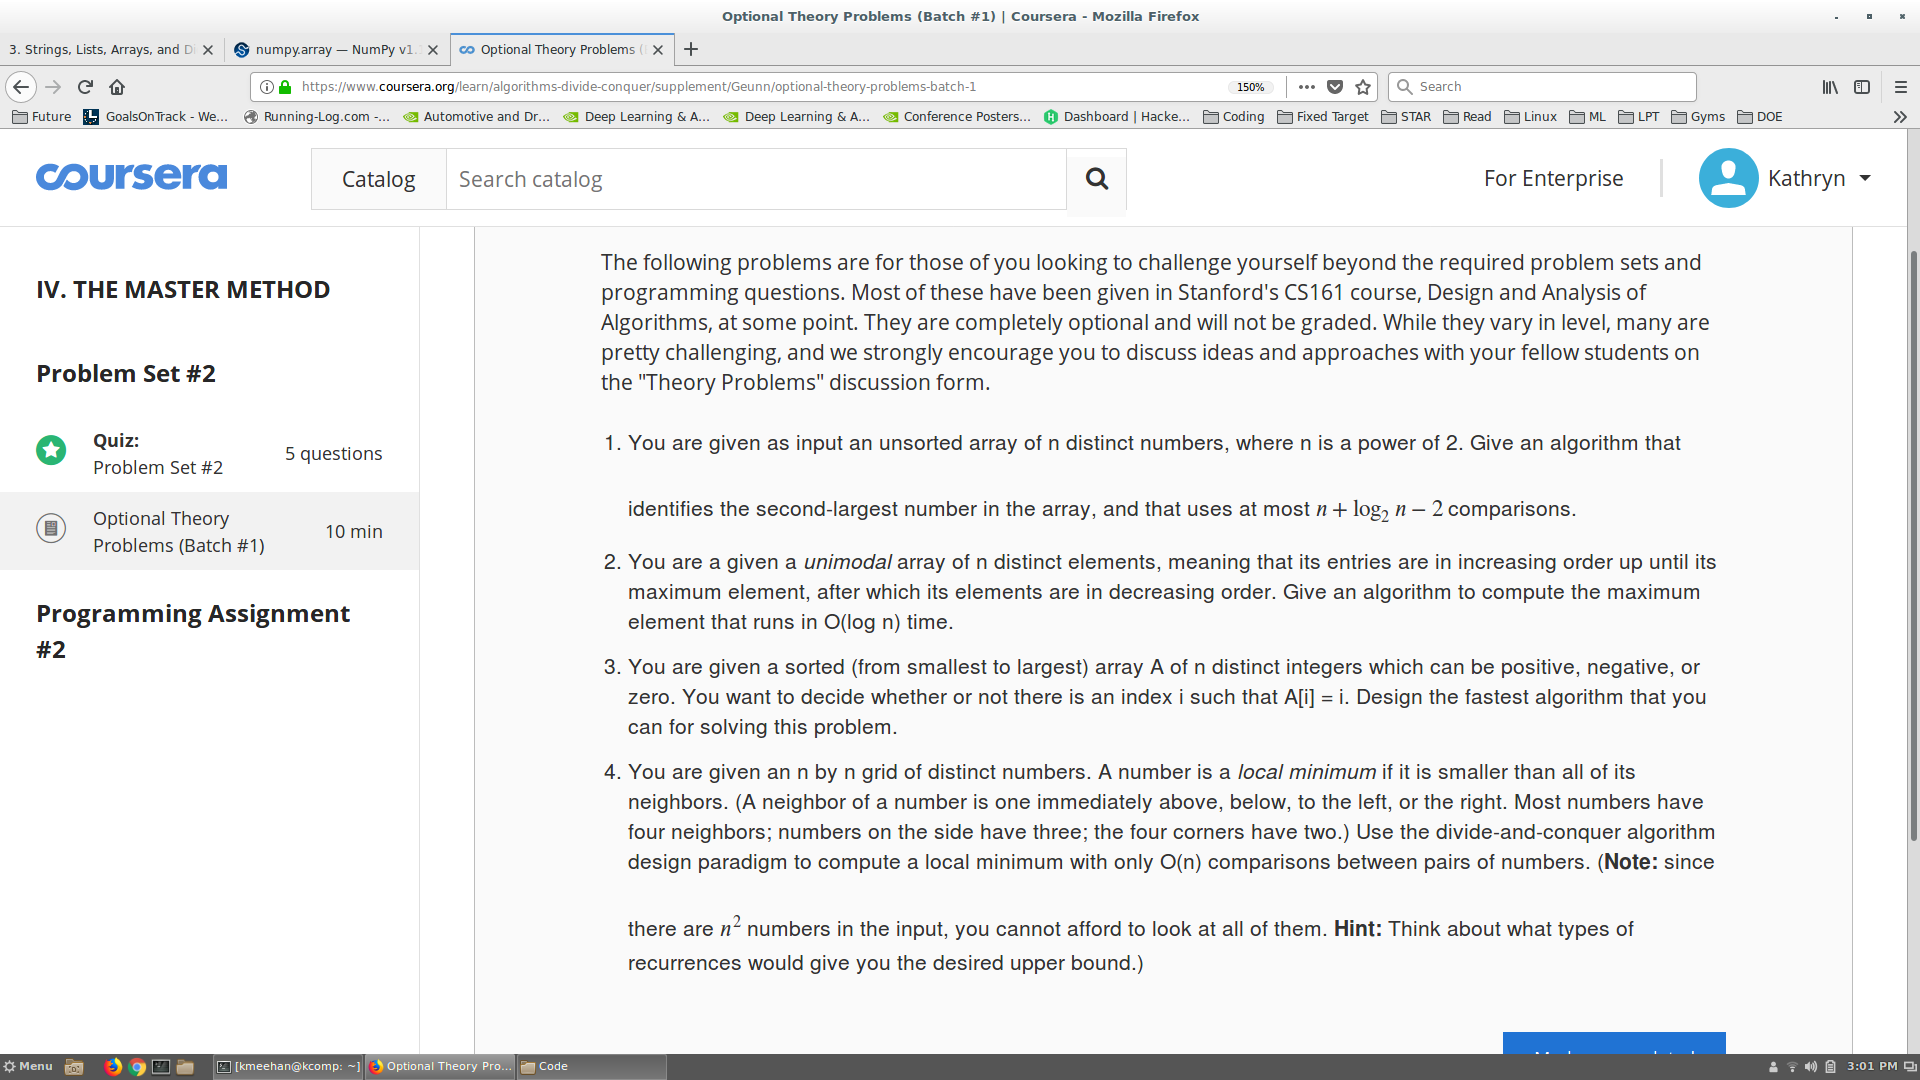 Optional Theory Problems (Batch #1) | Coursera - Mozilla Firefox
3. Strings, Lists, Arrays, and D
numpy.array — NumPy v1.
Optional Theory Problems (
https://www.coursera.org/learn/algorithms-divide-conquer/supplement/Geunn/optional-theory-problems-batch-1
150%
Search
Future
GoalsOnTrack - We...
Running-Log.com -...
Automotive and Dr...
Deep Learning & A...
Deep Learning & A...
Conference Posters...
Dashboard | Hacke...
Coding
Fixed Target
STAR
Read
Linux
ML
LPT
Gyms
DOE
coursera
Catalog
Search catalog
For Enterprise
Kathryn
IV. THE MASTER METHOD
Problem Set #2
Quiz:
Problem Set #2
5 questions
Optional Theory
Problems (Batch #1)
10 min
Programming Assignment
#2
The following problems are for those of you looking to challenge yourself beyond the required problem sets and
programming questions. Most of these have been given in Stanford's CS161 course, Design and Analysis of
Algorithms, at some point. They are completely optional and will not be graded. While they vary in level, many are
pretty challenging, and we strongly encourage you to discuss ideas and approaches with your fellow students on
the "Theory Problems" discussion form.
1. You are given as input an unsorted array of n distinct numbers, where n is a power of 2. Give an algorithm that
identifies the second-largest number in the array, and that uses at most n + log₂ n − 2 comparisons.
2. You are a given a unimodal array of n distinct elements, meaning that its entries are in increasing order up until its
maximum element, after which its elements are in decreasing order. Give an algorithm to compute the maximum
element that runs in O(log n) time.
3. You are given a sorted (from smallest to largest) array A of n distinct integers which can be positive, negative, or
zero. You want to decide whether or not there is an index i such that A[i] = i. Design the fastest algorithm that you
can for solving this problem.
4. You are given an n by n grid of distinct numbers. A number is a local minimum if it is smaller than all of its
neighbors. (A neighbor of a number is one immediately above, below, to the left, or the right. Most numbers have
four neighbors; numbers on the side have three; the four corners have two.) Use the divide-and-conquer algorithm
design paradigm to compute a local minimum with only O(n) comparisons between pairs of numbers. (Note: since
there are n² numbers in the input, you cannot afford to look at all of them. Hint: Think about what types of
recurrences would give you the desired upper bound.)
Menu
[kmeehan@kcomp: ~]
Optional Theory Pro...
Code
3:01 PM